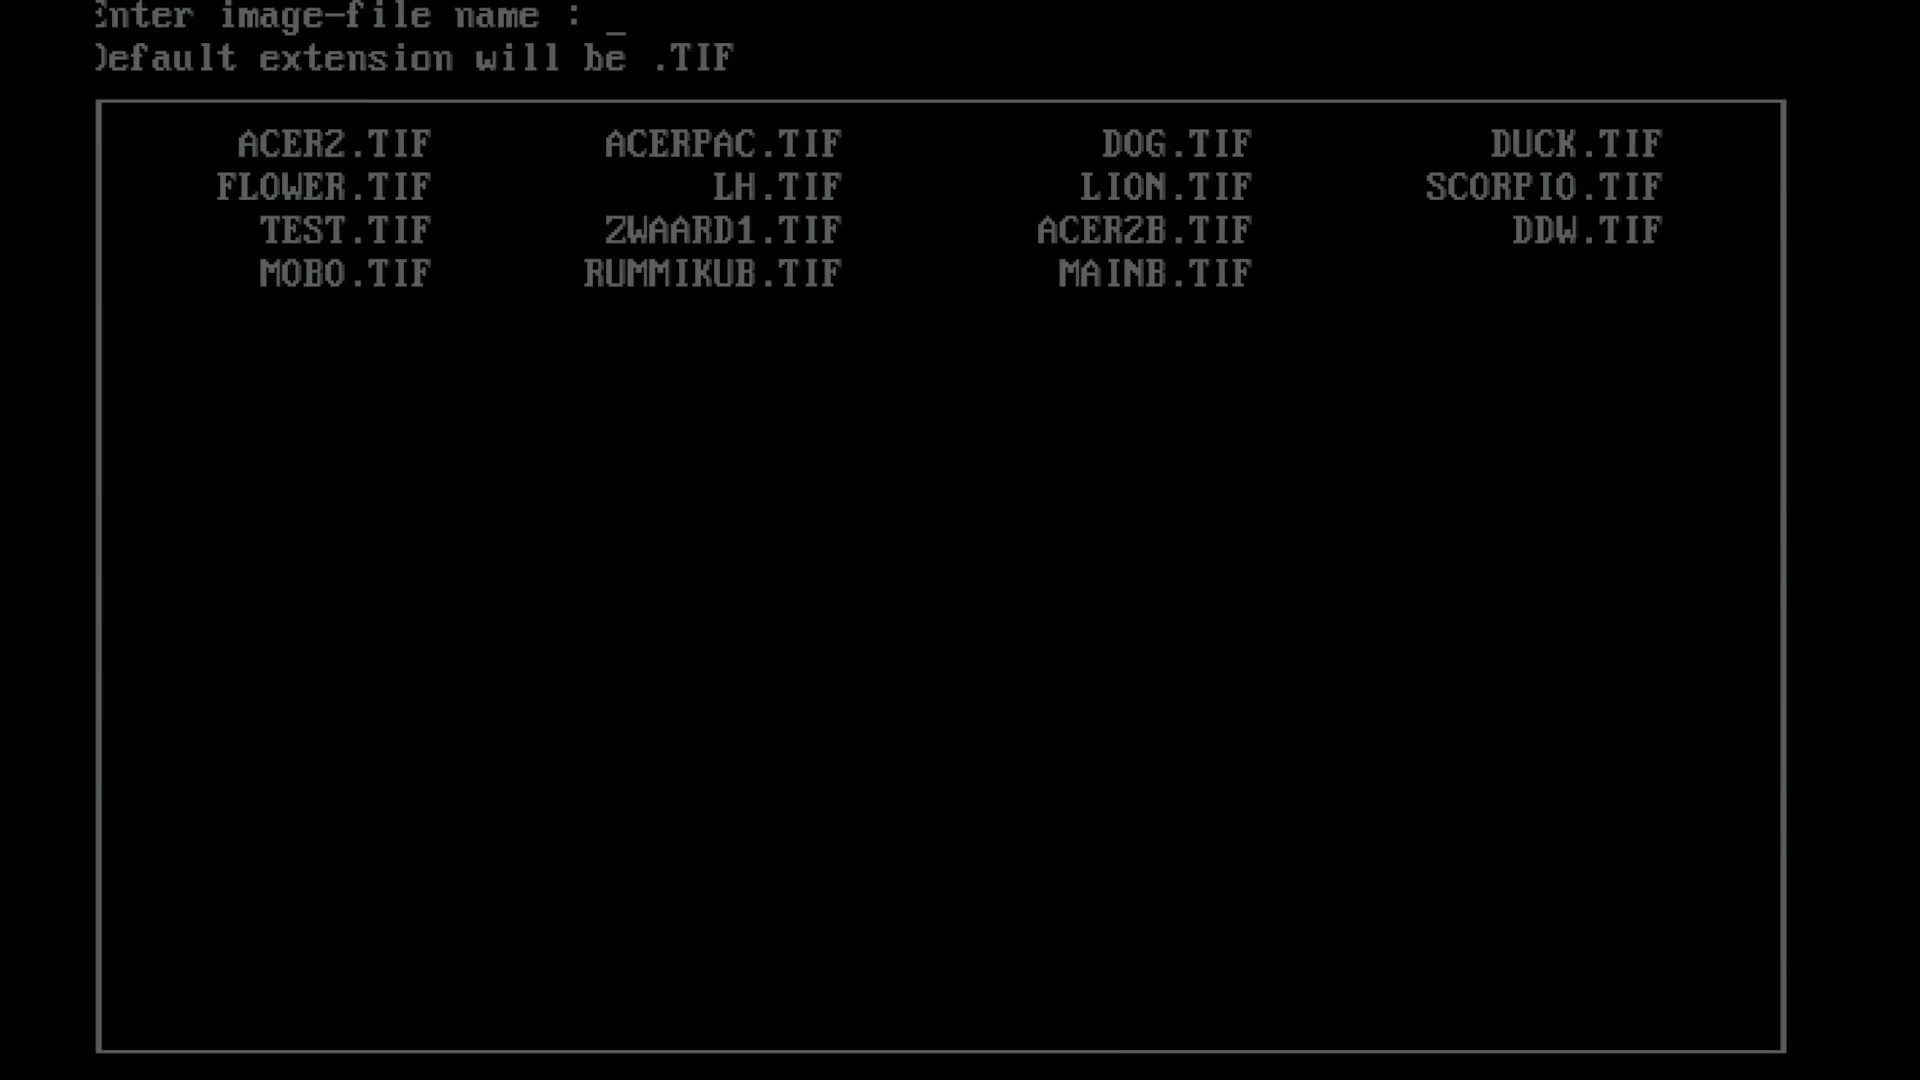 Enter image-file name : _
Default extension will be .TIF
ACER2.TIF ACERPAC.TIF DOG.TIF DUCK.TIF
FLOWER.TIF LH.TIF LION.TIF SCORPIO.TIF
TEST.TIF ZWAARD1.TIF ACER2B.TIF DDW.TIF
MOBO.TIF RUMMIKUB.TIF MAINB.TIF